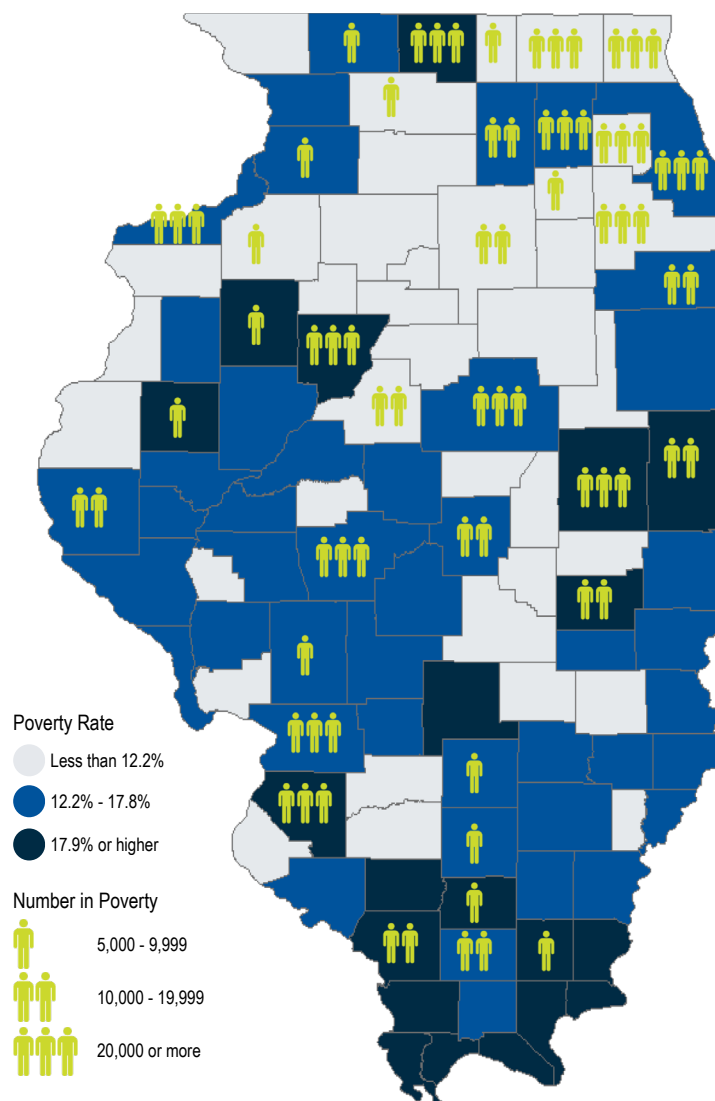 Poverty Rate
Less than 12.2%
12.2% - 17.8%
17.9% or higher
Number in Poverty
5,000 - 9,999
10,000 - 19,999
20,000 or more